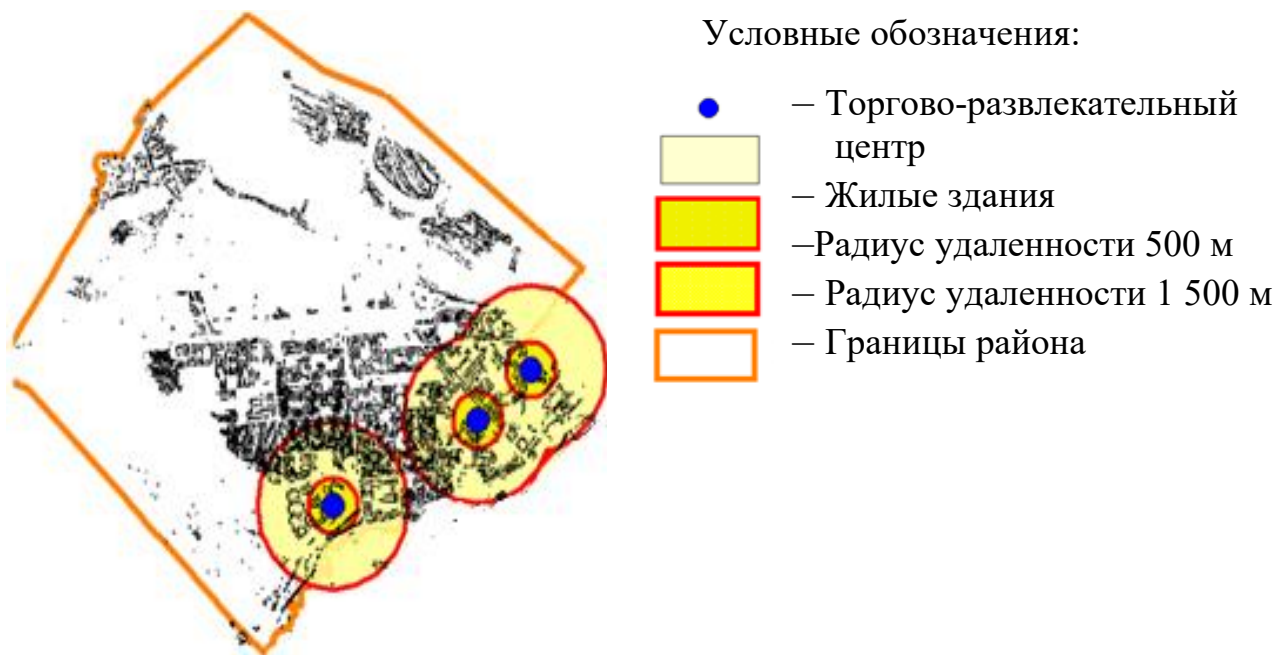 Условные обозначения:
– Торгово-развлекательный
центр
– Жилые здания
–Радиус удаленности 500 м
– Радиус удаленности 1 500 м
– Границы района